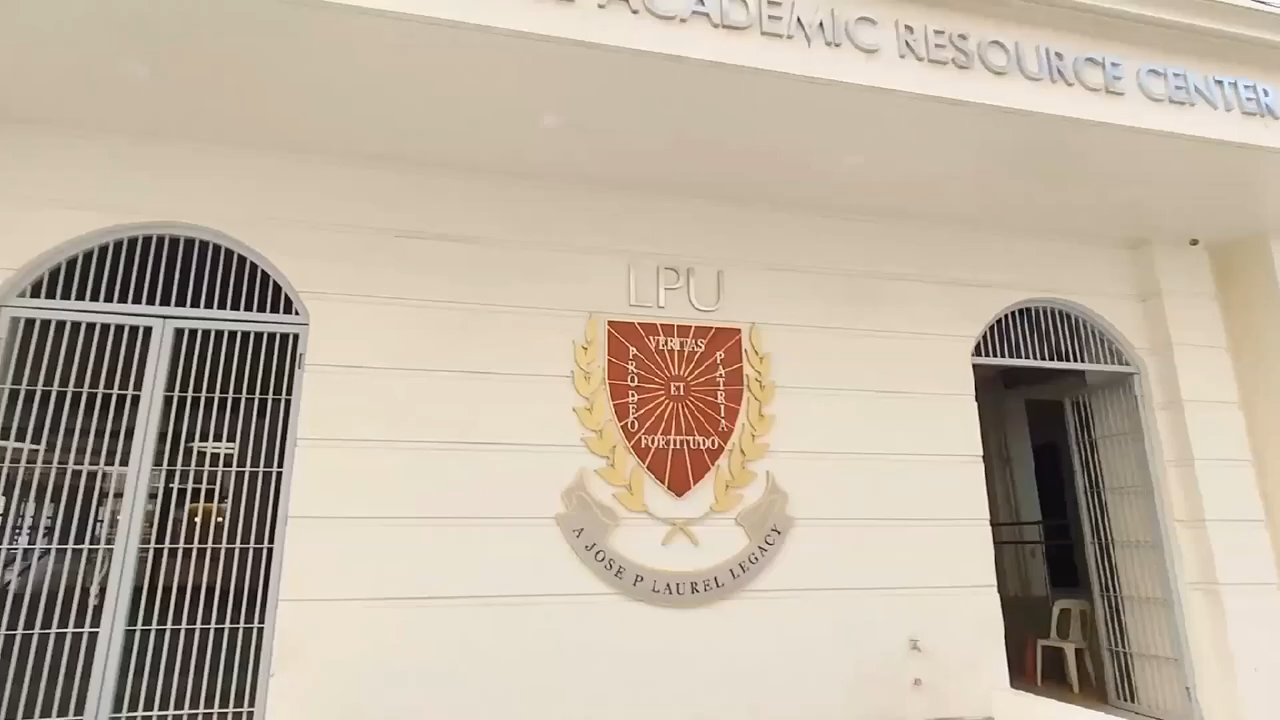 ACADEMIC RESOURCE CENTER
LPU
VERITAS
PRO DEO
ET
PATRIA
FORTITUDO
A JOSE P LAUREL LEGACY